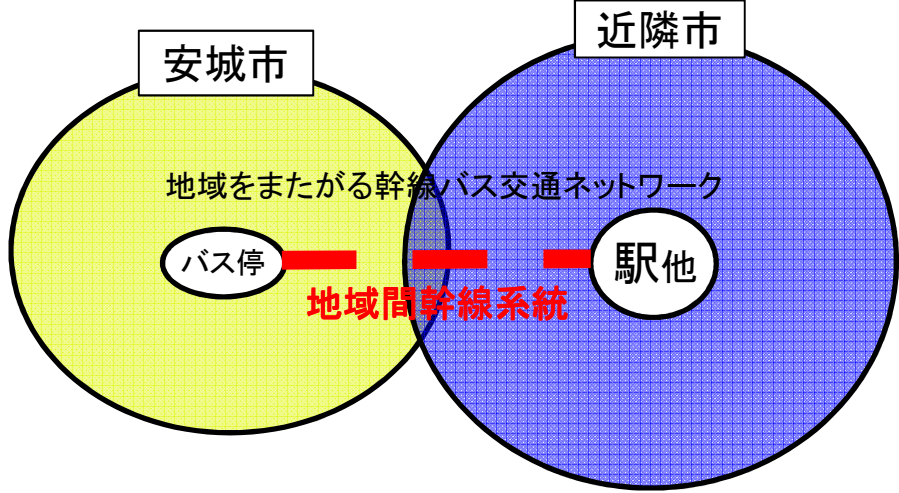 安城市
近隣市
地域をまたがる幹線バス交通ネットワーク
バス停
駅他
地域間幹線系統